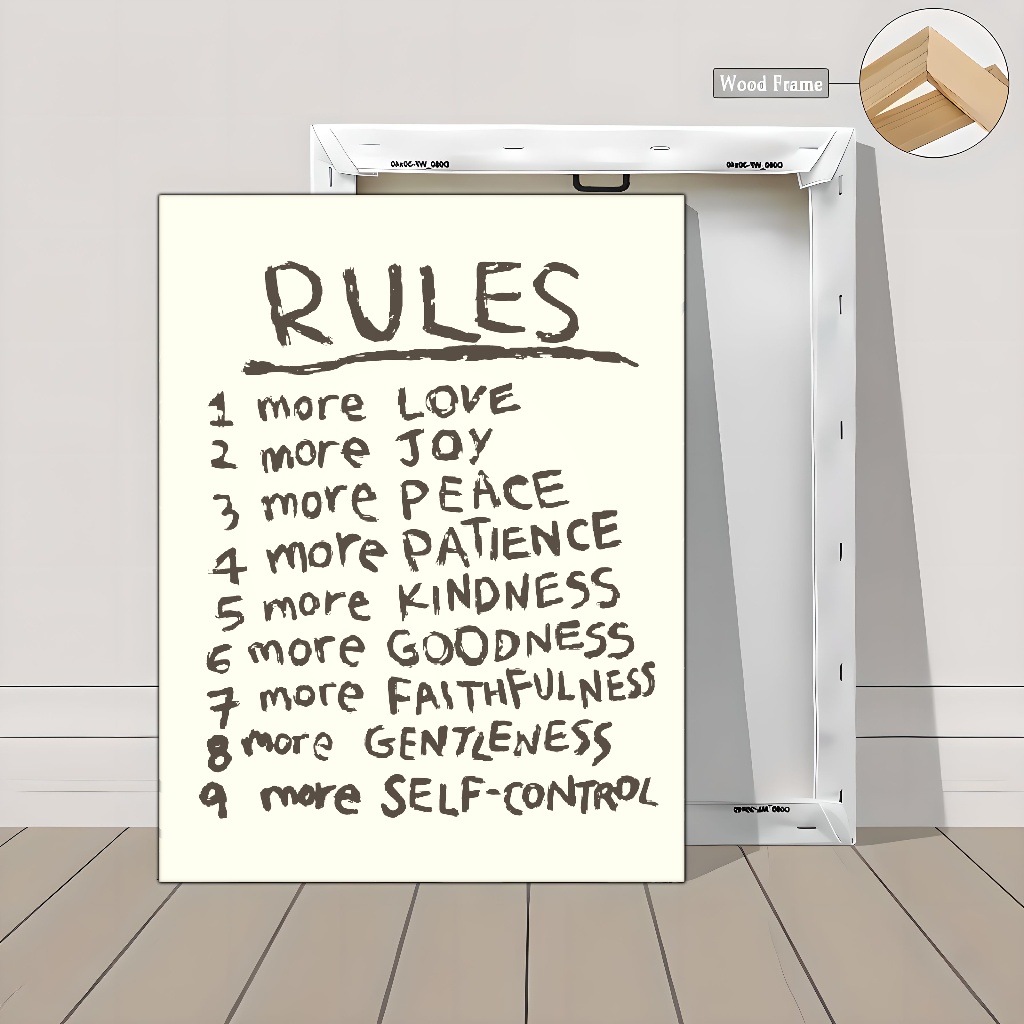 Wood Frame
RULES
1 more LOVE
2 more JOY
3 more PEACE
4 more PATIENCE
5 more KINDNESS
6 more GOODNESS
7 more FAITHFULNESS
8 more GENTLENESS
9 more SELF-CONTROL